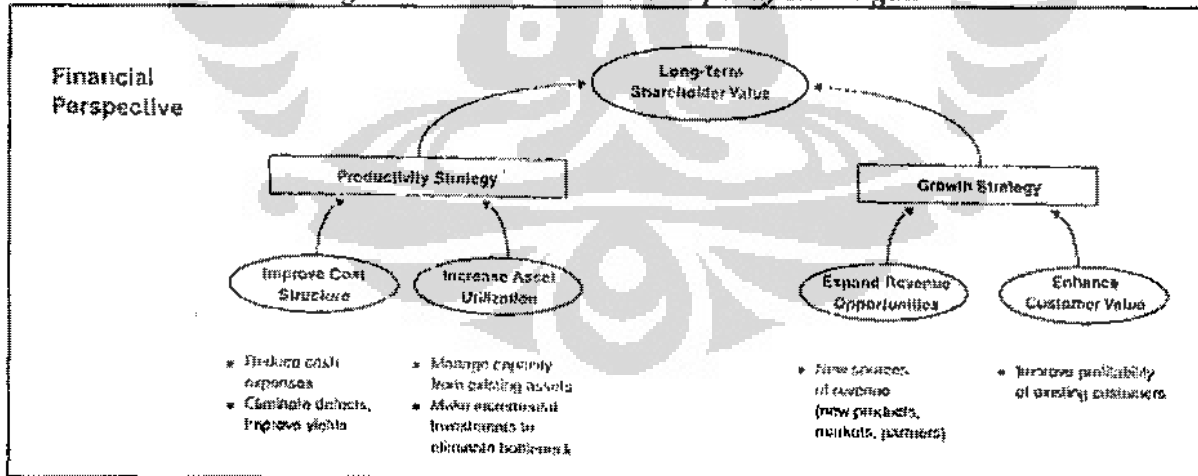 Financial
Perspective
Long-Term
Shareholder Value
Productivity Strategy
Growth Strategy
Improve Cost
Structure
Increase Asset
Utilization
Expand Revenue
Opportunities
Enhance
Customer Value
• Reduce cash
expenses
• Eliminate defects,
improve yields
• Manage capacity
from existing assets
• Make incremental
investments to
eliminate
• New sources
of revenue
(new products,
markets, partners)
• Improve profitability
of existing customers